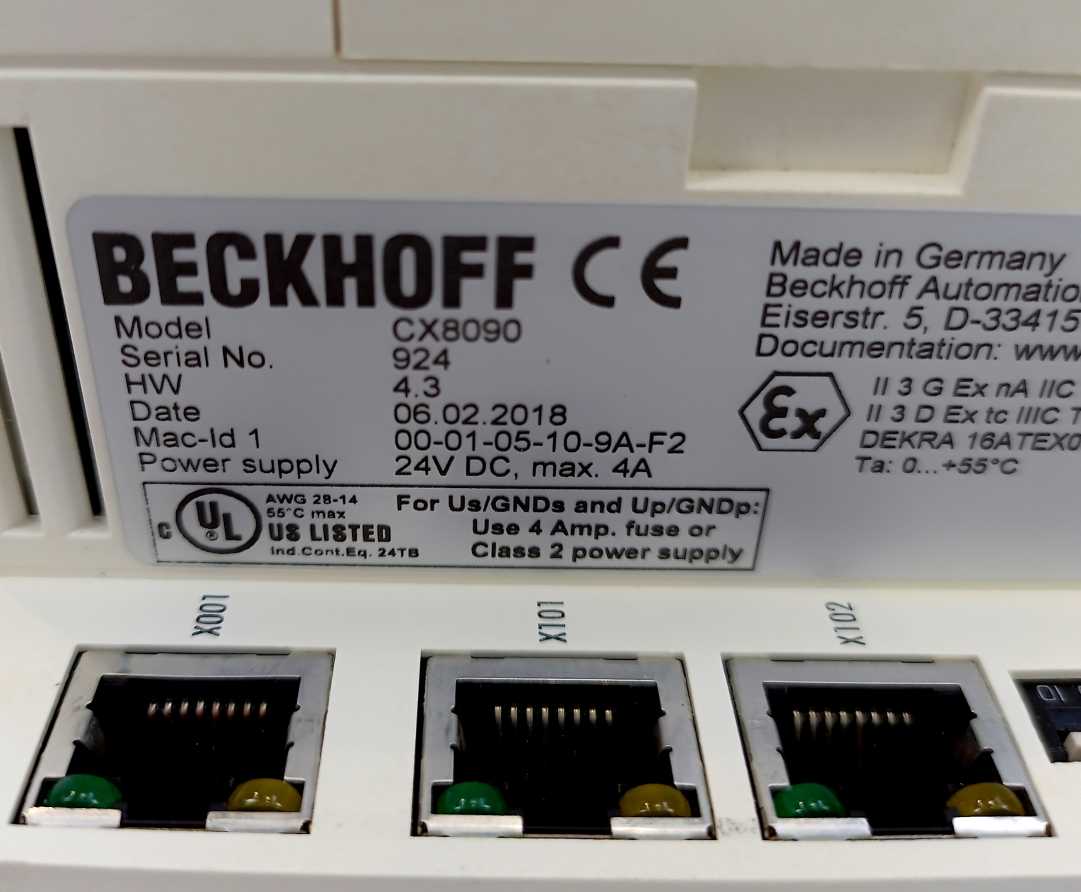 BECKHOFF CE
Model CX8090
Serial No. 924
HW 4.3
Date 06.02.2018
Mac-Id 1 00-01-05-10-9A-F2
Power supply 24V DC, max. 4A
Made in Germany
Beckhoff Automatio
Eiserstr. 5, D-33415
Documentation: www
Ex
II 3 G Ex nA IIC
II 3 D Ex tc IIIC T
DEKRA 16ATEX0
Ta: 0...+55°C
C UL ®
AWG 28-14
55°C max
US LISTED
Ind.Cont.Eq. 24TB
For Us/GNDs and Up/GNDp:
Use 4 Amp. fuse or
Class 2 power supply
X001
X101
X102